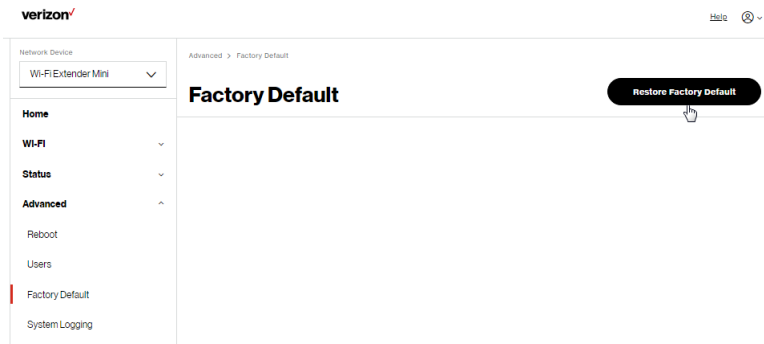 verizon
Help
Network Device
Wi-Fi Extender Mini
Advanced > Factory Default
Factory Default
Restore Factory Default
Home
Wi-Fi
Status
Advanced
Reboot
Users
Factory Default
System Logging